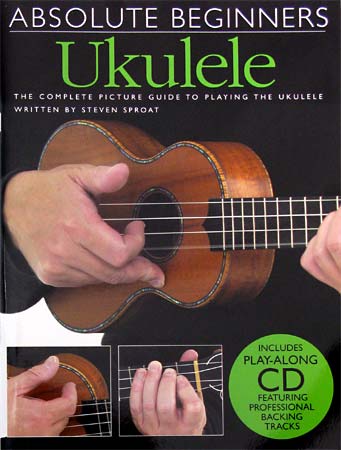 ABSOLUTE BEGINNERS
Ukulele
THE COMPLETE PICTURE GUIDE TO PLAYING THE UKULELE
WRITTEN BY STEVEN SPROAT
INCLUDES
PLAY-ALONG
CD
FEATURING
PROFESSIONAL
BACKING
TRACKS